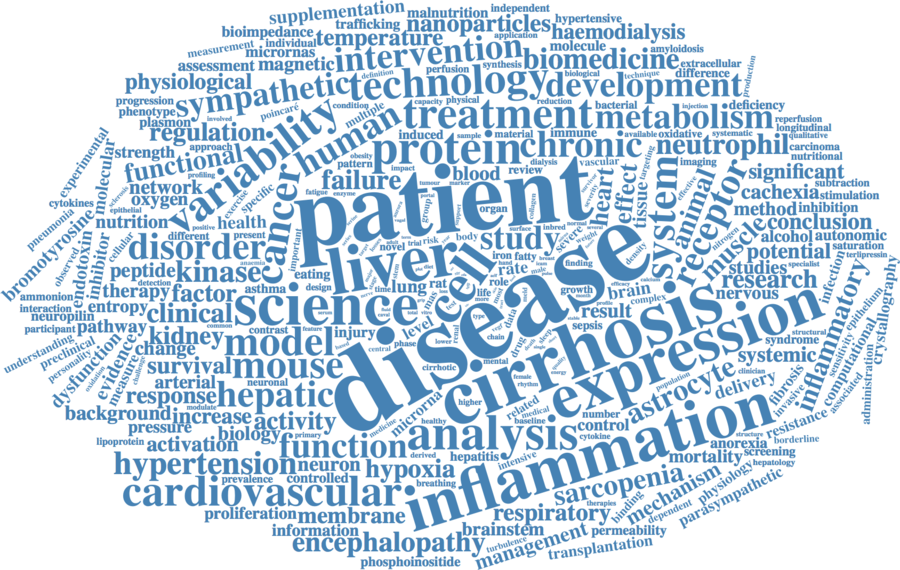 supplementation
malnutrition
independent
bioimpedance
trafficking
nanoparticles
hypertensive
measurement
individual
temperature
application
haemodialysis
micrornas
intervention
molecule
amyloidosis
assessment
magnetic
definition
perfusion
synthesis
biomedicine
extracellular
physiological
sympathetic
technology
development
biological
technique
difference
production
progression
phenotype
poincaré
condition
multiple
capacity
physical
reduction
bacterial
injection
deficiency
plasmon
involved
human
treatment
metabolism
reperfusion
longitudinal
regulation
variability
induced
sample
material
immune
available
oxidative
systematic
qualitative
experimental
strength
approach
protein
chronic
neutrophil
carcinoma
nutritional
functional
profiling
pattern
obesity
impact
review
dialysis
vascular
targeting
imaging
cytokines
molecular
sclerosis
network
specific
exercise
cancer
failure
blood
heart
effect
tissue
system
animal
effective
significant
pneumonia
epithelial
oxygen
positive
fatigue
enzyme
tumour
marker
portal
group
organ
severity
cachexia
subtraction
stimulation
bromotyrosine
nutrition
health
patient
surface
collagen
inbred
normal
weight
receptor
method
inhibition
observed
endotoxin
inhibitor
cellular
different
present
important
novel
trial
risk
body
study
severe
density
nitrogen
muscle
conclusion
disorder
anaemia
liver
cell
iron
fatty
finding
alcohol
autonomic
ammonion
peptide
kinase
eating
rate
potential
saturation
terlipressin
interaction
detection
asthma
design
time
lung
rat
role
life
efficacy
brain
studies
specialist
neuropilin
therapy
factor
science
disease
growth
month
profile
complex
research
infection
participant
entropy
clinical
serum
level
data
result
nervous
epithelium
understanding
pathway
common
contrast
feature
injury
phase
lower
renal
type
chain
drug
sleep
sepsis
cirrhosis
syndrome
structural
inflammatory
crystallography
preclinical
evidence
kidney
model
central
mental
systemic
clinician
sensitivity
computational
personality
dysfunction
change
challenge
measure
survival
mouse
cirrhotic
female
rhythm
quality
energy
expression
population
fibrosis
invasive
associated
administration
oxidation
arterial
neuronal
response
hepatic
higher
related
medical
baseline
astrocyte
delivery
background
modulate
increase
activity
medicine
microrna
healthy
number
control
resistance
pressure
biology
primary
function
analysis
cytokine
structure
anorexia
borderline
lipoprotein
activation
derived
hepatitis
intensive
inflammation
mortality
screening
hepatology
hypertension
neuron
hypoxia
prevalence
controlled
breathing
sarcopenia
mechanism
physiology
cardiovascular
therapies
binding
dependent
parasympathetic
proliferation
membrane
respiratory
information
brainstem
permeability
encephalopathy
turbulence
management
transplantation
phosphoinositide